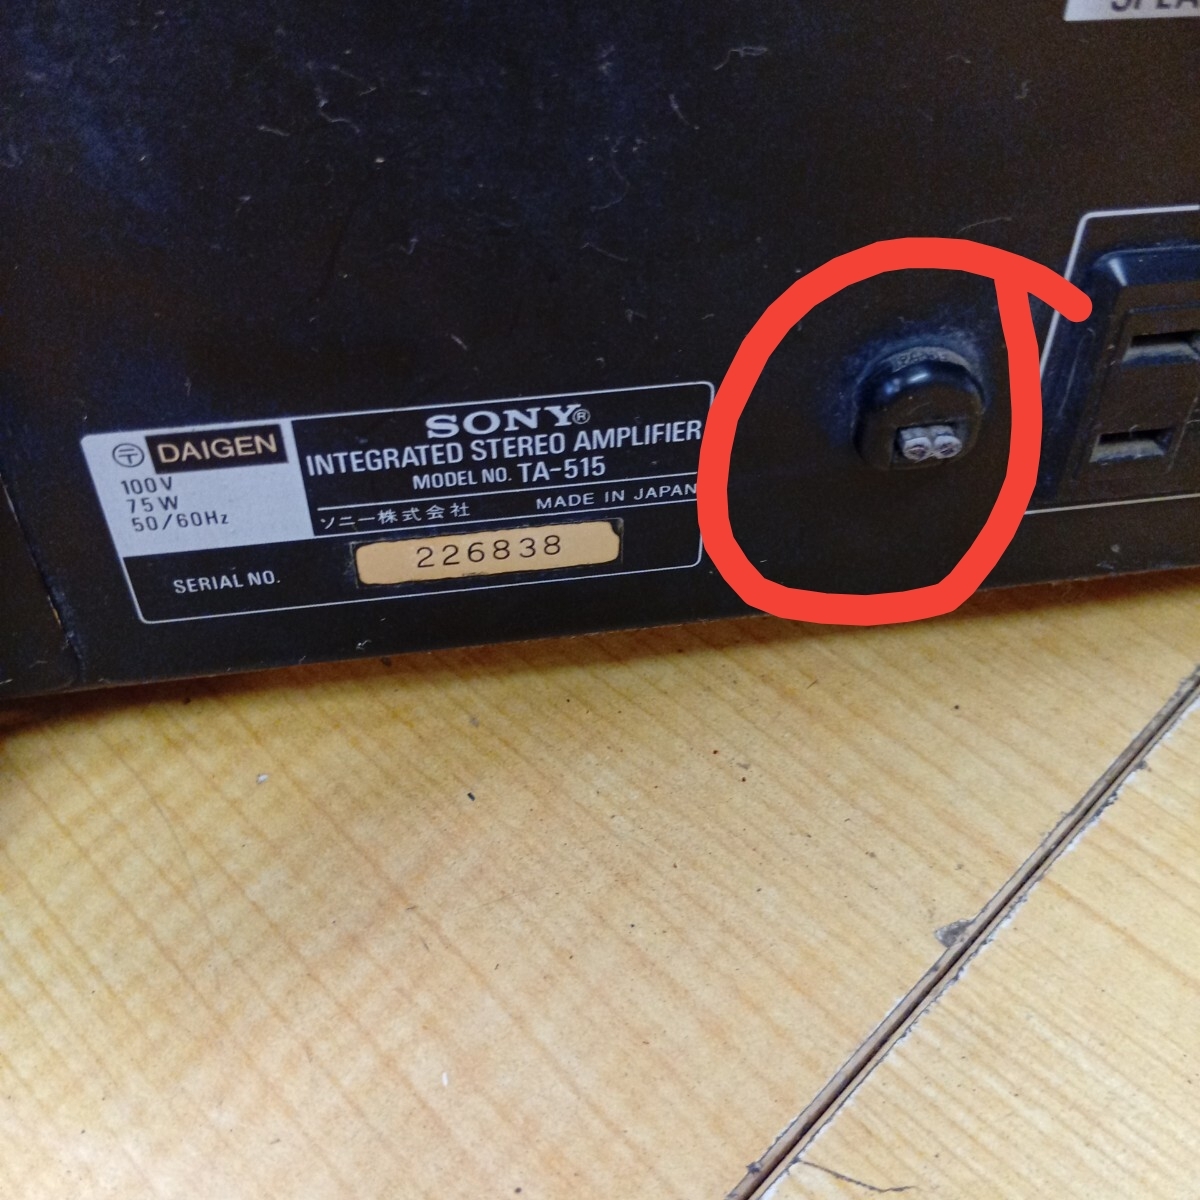 SONY®
INTEGRATED STEREO AMPLIFIER
MODEL NO. TA-515
〒 DAIGEN
100V
75W
50/60Hz
ソニー株式会社 MADE IN JAPAN
SERIAL NO. 226838